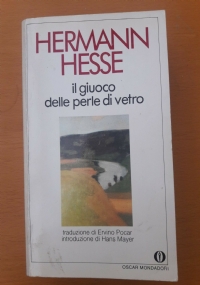 HERMANN
HESSE
il giuoco
delle perle di vetro
traduzione di Ervino Pocar
introduzione di Hans Mayer
OSCAR MONDADORI